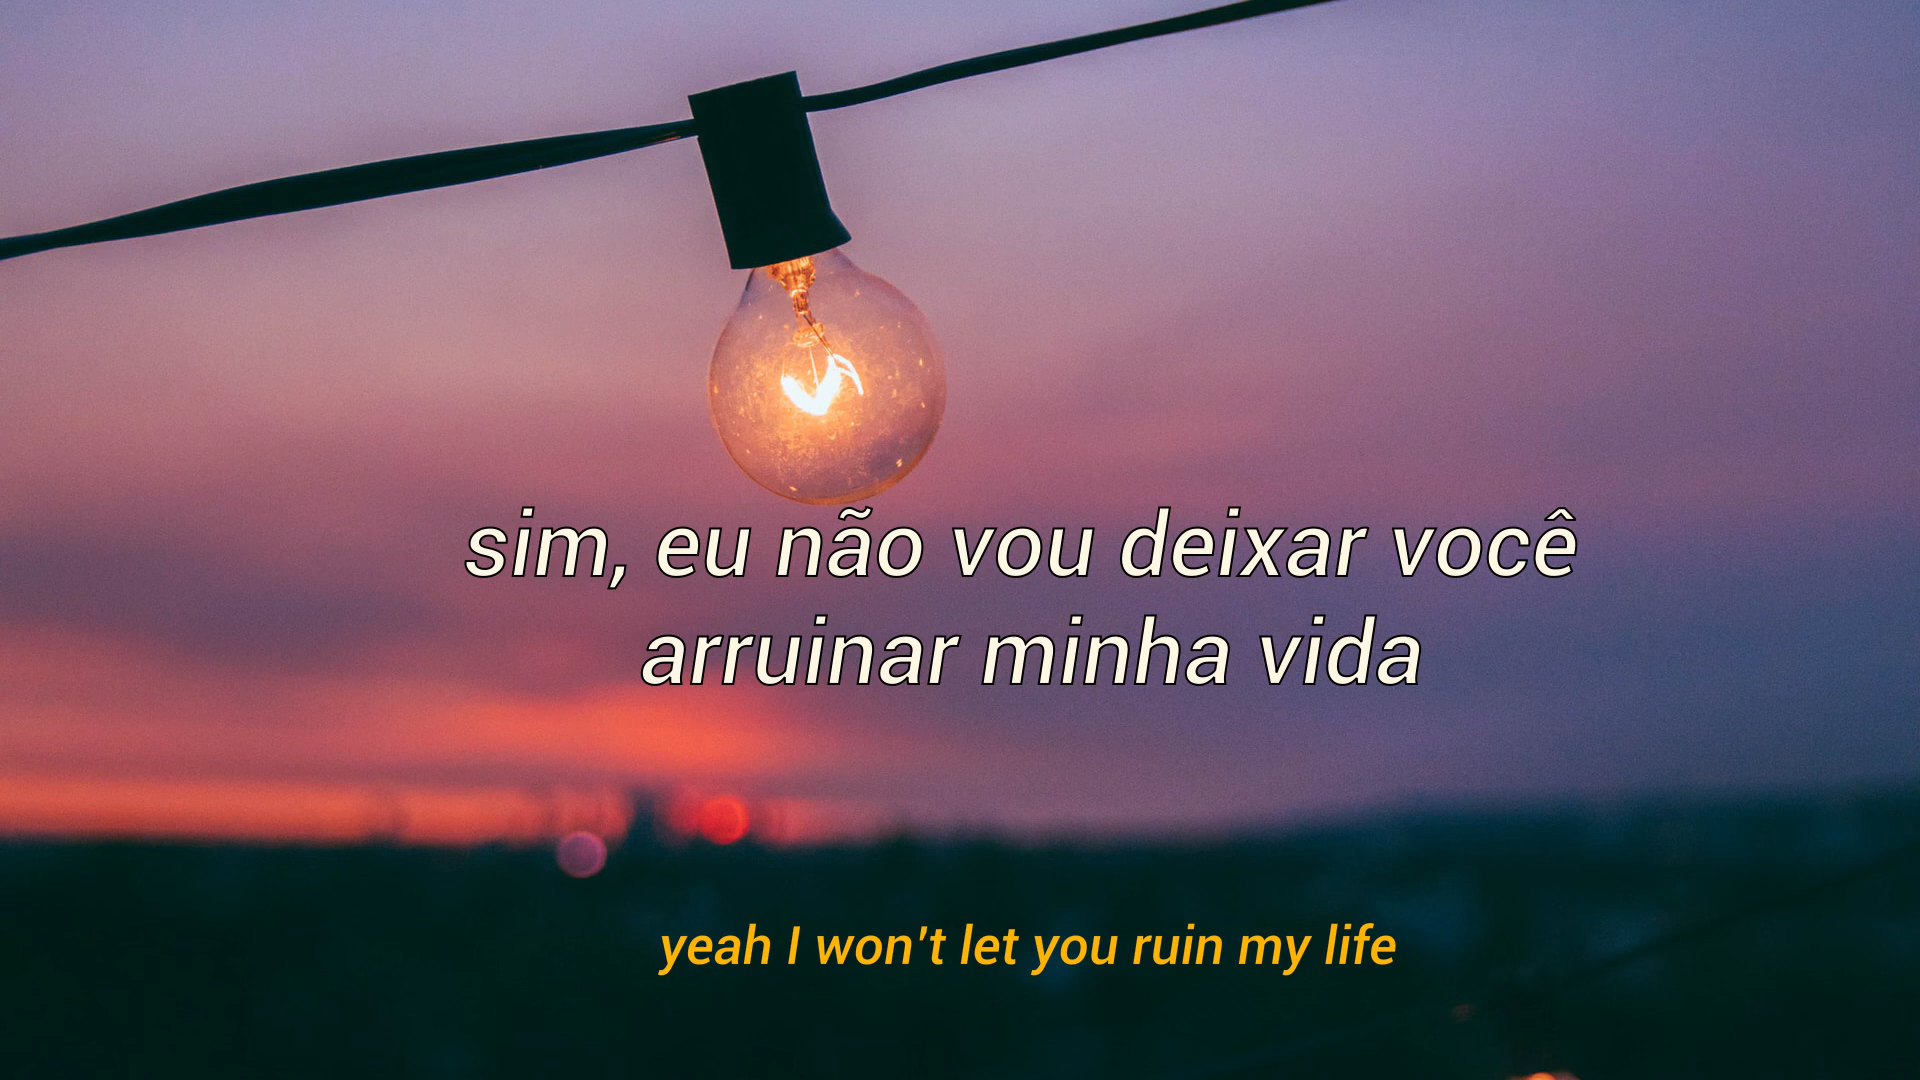 sim, eu não vou deixar você
arruinar minha vida
yeah I won't let you ruin my life